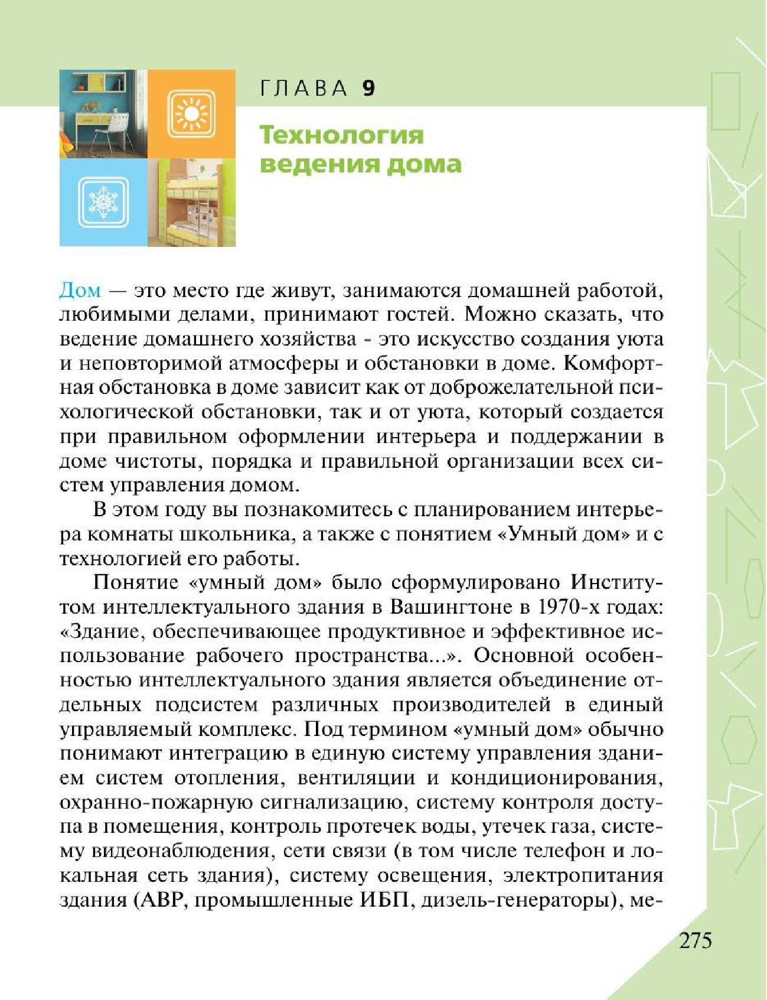 ГЛАВА 9
Технология
ведения дома
Дом — это место где живут, занимаются домашней работой,
любимыми делами, принимают гостей. Можно сказать, что
ведение домашнего хозяйства - это искусство создания уюта
и неповторимой атмосферы и обстановки в доме. Комфорт-
ная обстановка в доме зависит как от доброжелательной пси-
хологической обстановки, так и от уюта, который создается
при правильном оформлении интерьера и поддержании в
доме чистоты, порядка и правильной организации всех си-
стем управления домом.
В этом году вы познакомитесь с планированием интерье-
ра комнаты школьника, а также с понятием «Умный дом» и с
технологией его работы.
Понятие «умный дом» было сформулировано Институ-
том интеллектуального здания в Вашингтоне в 1970-х годах:
«Здание, обеспечивающее продуктивное и эффективное ис-
пользование рабочего пространства...». Основной особен-
ностью интеллектуального здания является объединение от-
дельных подсистем различных производителей в единый
управляемый комплекс. Под термином «умный дом» обычно
понимают интеграцию в единую систему управления здани-
ем систем отопления, вентиляции и кондиционирования,
охранно-пожарную сигнализацию, систему контроля досту-
па в помещения, контроль протечек воды, утечек газа, систе-
му видеонаблюдения, сети связи (в том числе телефон и ло-
кальная сеть здания), систему освещения, электропитания
здания (АВР, промышленные ИБП, дизель-генераторы), ме-
275